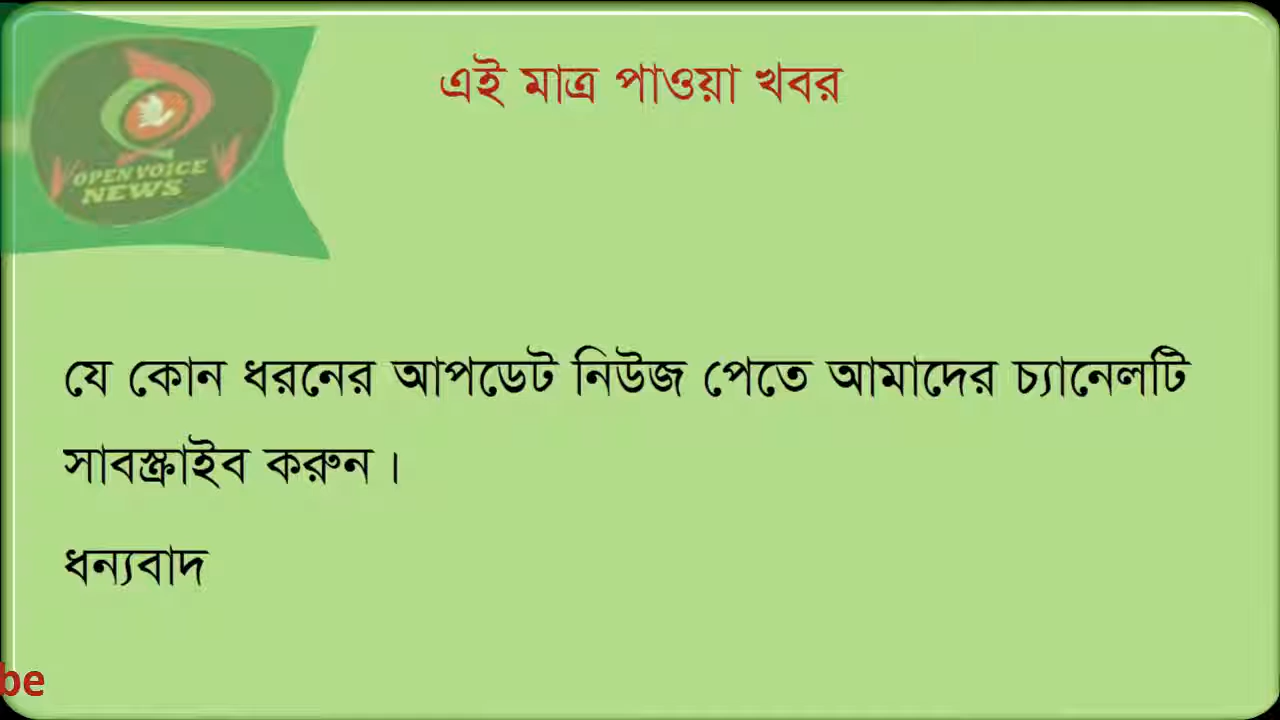 OPEN VOICE
NEWS
এই মাত্র পাওয়া খবর
যে কোন ধরনের আপডেট নিউজ পেতে আমাদের চ্যানেলটি
সাবস্ক্রাইব করুন।
ধন্যবাদ
be